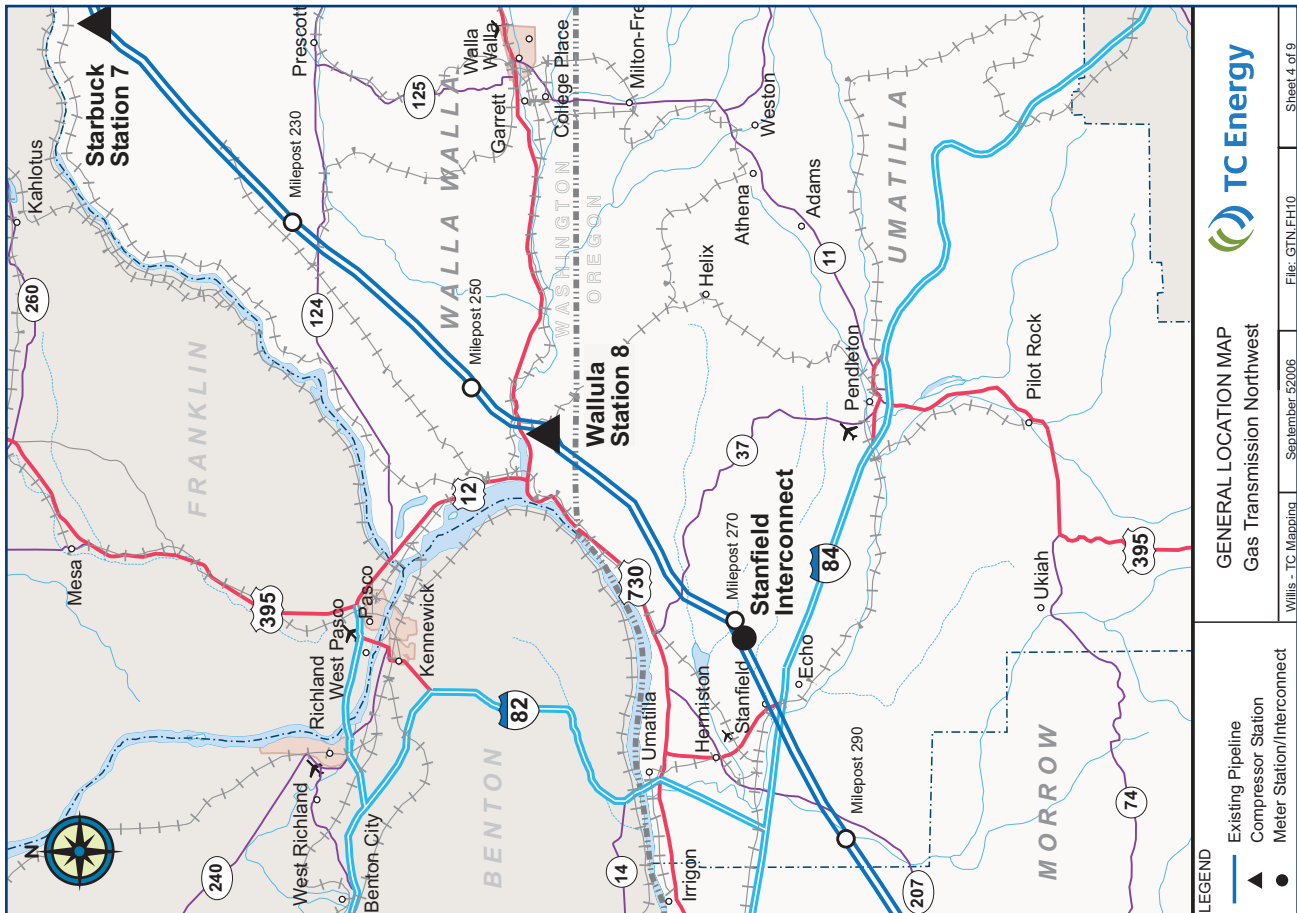 N
Kahlotus
260
Starbuck
Station 7
Prescott
Milepost 230
124
125
Walla
Walla
Garrett
College Place
Milton-Fre
WALLA WALLA
FRANKLIN
Mesa
395
Milepost 250
WASHINGTON
OREGON
Weston
Athena
Adams
Helix
11
UMATILLA
12
Wallula
Station 8
Pasco
West Pasco
Richland
Kennewick
West Richland
Benton City
240
82
BENTON
730
37
Pendleton
Pilot Rock
Milepost 270
Stanfield
Interconnect
84
Umatilla
Hermiston
Stanfield
Echo
Ukiah
395
Irrigon
14
Milepost 290
207
MORROW
74
LEGEND
Existing Pipeline
Compressor Station
Meter Station/Interconnect
GENERAL LOCATION MAP
Gas Transmission Northwest
TC Energy
Willis - TC Mapping
September 52006
File: GTN.FH10
Sheet 4 of 9